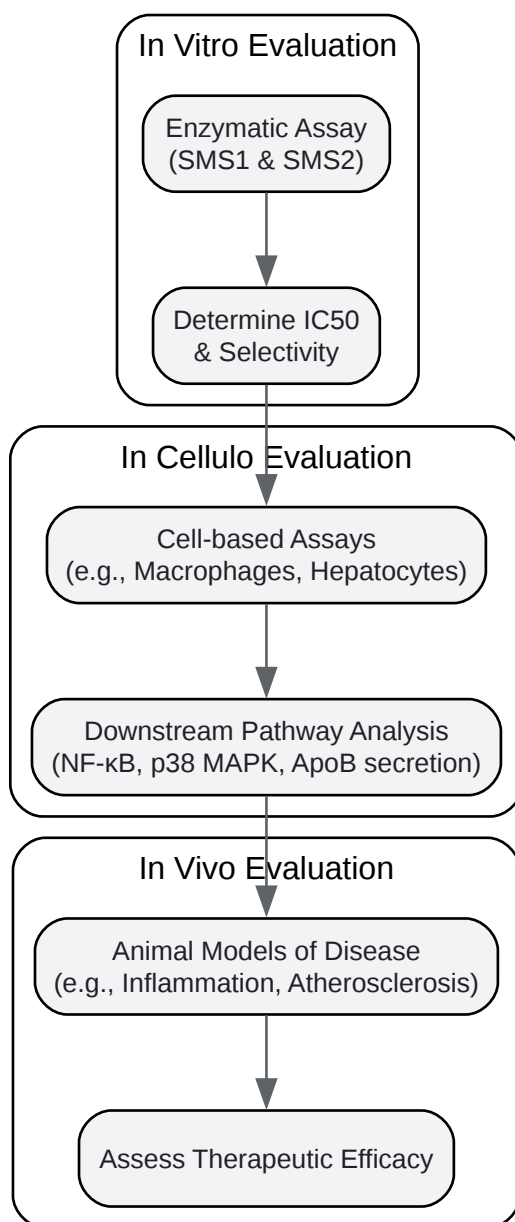 In Vitro Evaluation
Enzymatic Assay
(SMS1 & SMS2)
Determine IC50
& Selectivity
In Cellulo Evaluation
Cell-based Assays
(e.g., Macrophages, Hepatocytes)
Downstream Pathway Analysis
(NF-κB, p38 MAPK, ApoB secretion)
In Vivo Evaluation
Animal Models of Disease
(e.g., Inflammation, Atherosclerosis)
Assess Therapeutic Efficacy